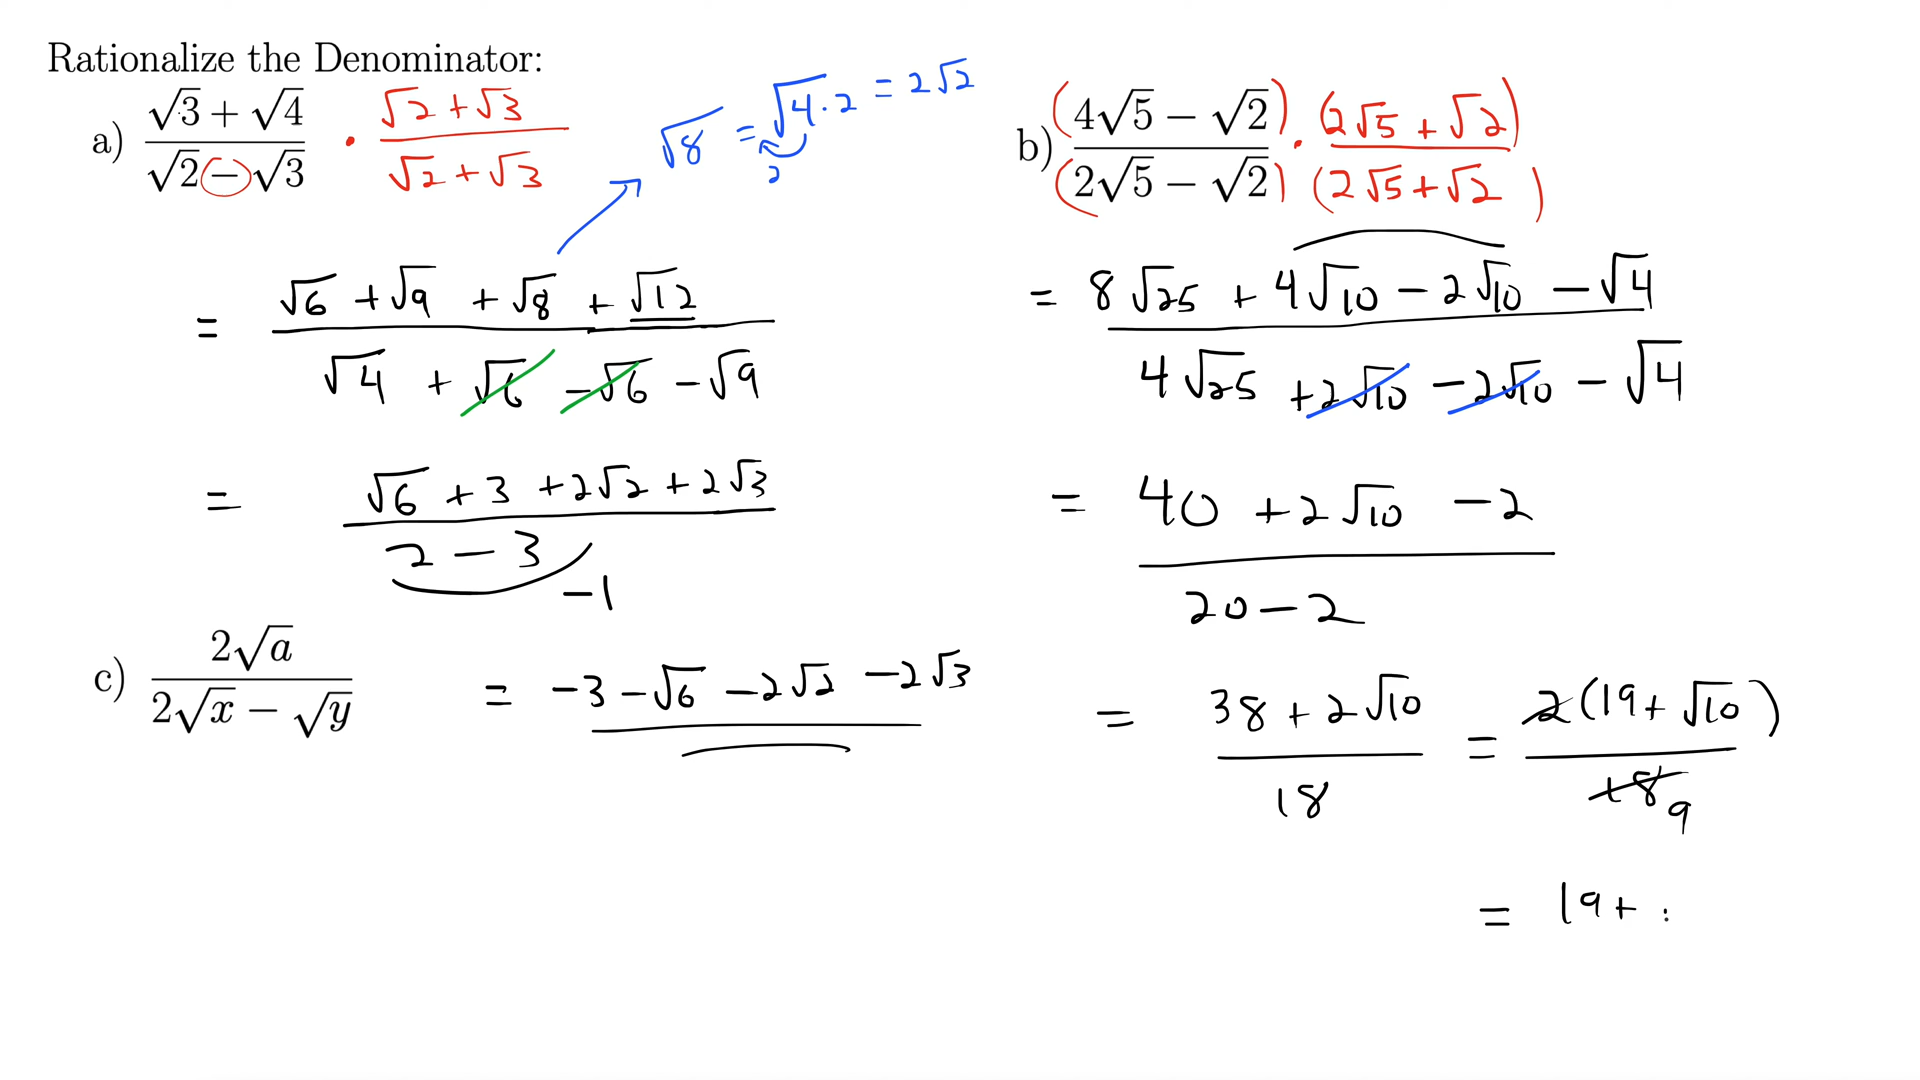 Rationalize the Denominator:
a) (√3 + √4)/(√2 − √3) · (√2 + √3)/(√2 + √3)
√8 = √4·2 = 2√2
2
= (√6 + √9 + √8 + √12)/(√4 + √6 − √6 − √9)
= (√6 + 3 + 2√2 + 2√3)/(2 − 3)
−1
= −3 − √6 − 2√2 − 2√3
b) (4√5 − √2)/(2√5 − √2) · (2√5 + √2)/(2√5 + √2)
= (8√25 + 4√10 − 2√10 − √4)/(4√25 + 2√10 − 2√10 − √4)
= (40 + 2√10 − 2)/(20 − 2)
= (38 + 2√10)/18 = 2(19 + √10)/18 9
= 19 +
c) 2√a/(2√x − √y)